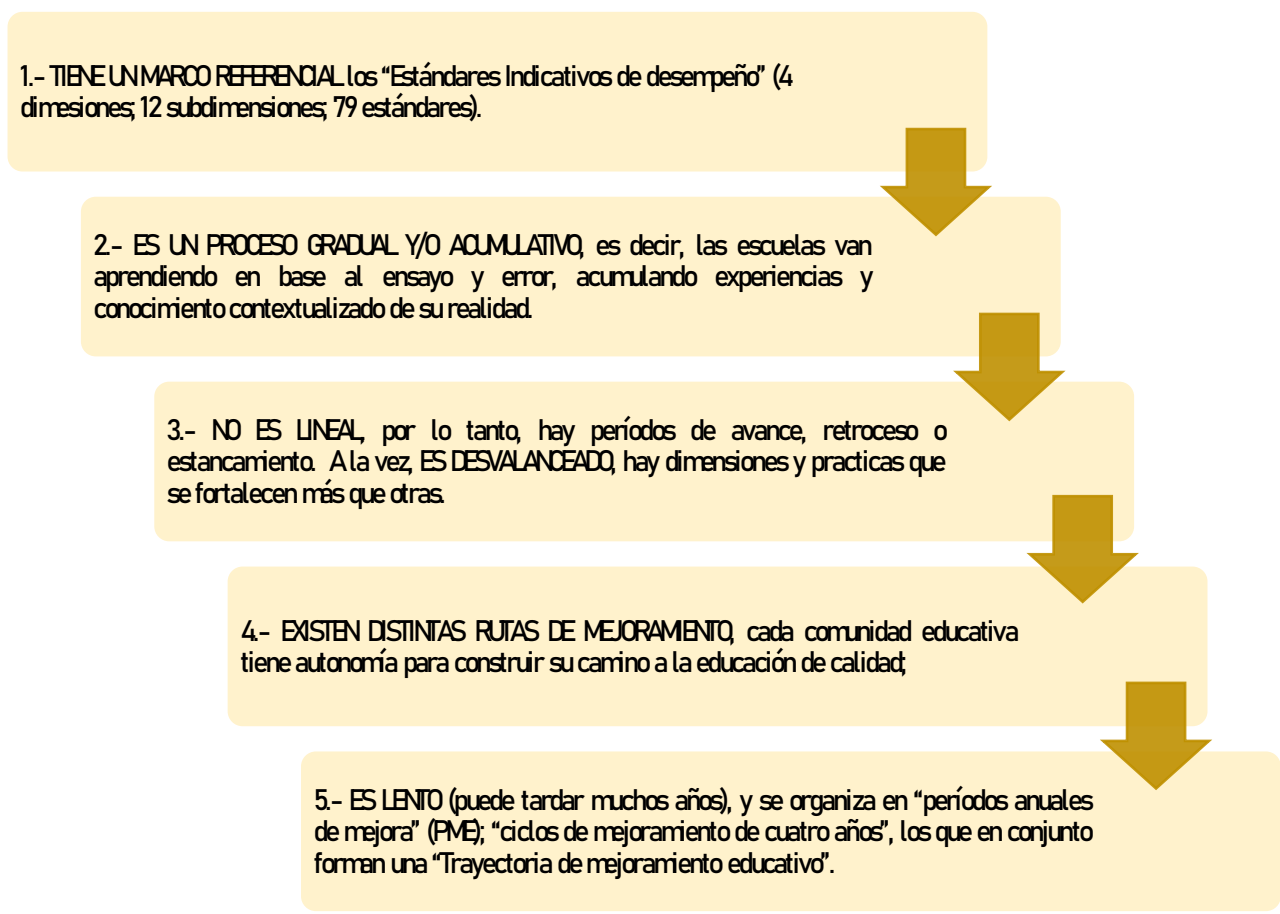 1.- TIENE UN MARCO REFERENCIAL los “Estándares Indicativos de desempeño” (4
dimesiones; 12 subdimensiones; 79 estándares).
2.- ES UN PROCESO GRADUAL Y/O ACUMULATIVO, es decir, las escuelas van
aprendiendo en base al ensayo y error, acumulando experiencias y
conocimiento contextualizado de su realidad.
3.- NO ES LINEAL, por lo tanto, hay períodos de avance, retroceso o
estancamiento. A la vez, ES DESVALANCEADO, hay dimensiones y practicas que
se fortalecen más que otras.
4.- EXISTEN DISTINTAS RUTAS DE MEJORAMIENTO, cada comunidad educativa
tiene autonomía para construir su camino a la educación de calidad;
5.- ES LENTO (puede tardar muchos años), y se organiza en “períodos anuales
de mejora” (PME); “ciclos de mejoramiento de cuatro años”, los que en conjunto
forman una “Trayectoria de mejoramiento educativo”.